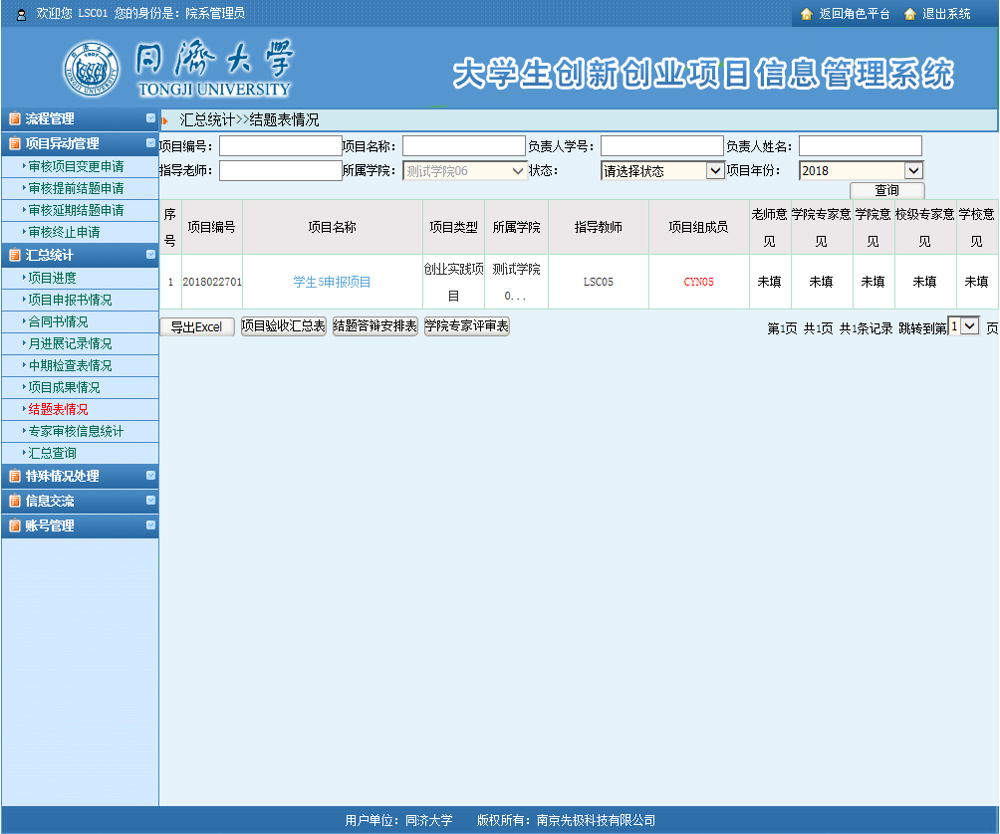 欢迎您 LSC01 您的身份是：院系管理员
返回角色平台 退出系统
同濟大學
TONGJI UNIVERSITY
大学生创新创业项目信息管理系统
流程管理
项目异动管理
审核项目变更申请
审核提前结题申请
审核延期结题申请
审核终止申请
汇总统计
项目进度
项目申报书情况
合同书情况
月进展记录情况
中期检查表情况
项目成果情况
结题表情况
专家审核信息统计
汇总查询
特殊情况处理
信息交流
账号管理
汇总统计>>结题表情况
项目编号： 项目名称： 负责人学号： 负责人姓名：
指导老师： 所属学院： 测试学院06 状态： 请选择状态 项目年份： 2018
查询
序号 项目编号 项目名称 项目类型 所属学院 指导教师 项目组成员 老师意见 学院专家意见 学院意见 校级专家意见 学校意见
1 2018022701 学生5申报项目 创业实践项目 测试学院0... LSC05 CYN05 未填 未填 未填 未填 未填
导出Excel 项目验收汇总表 结题答辩安排表 学院专家评审表 第1页 共1页 共1条记录 跳转到第 1 页
用户单位：同济大学 版权所有：南京先极科技有限公司